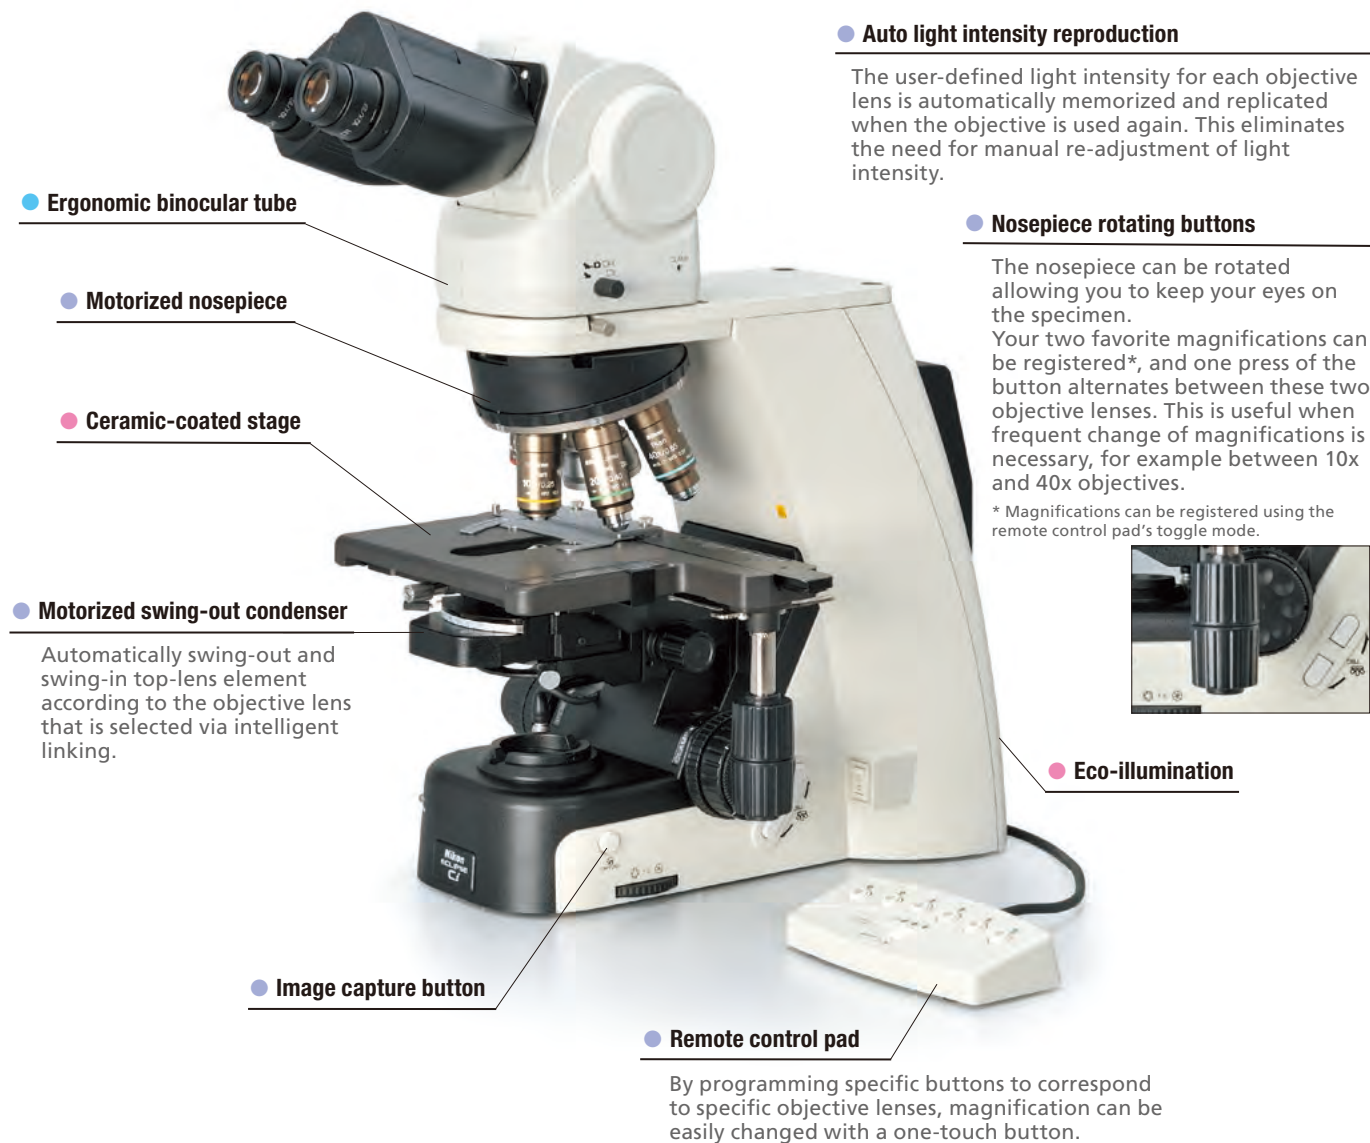 Auto light intensity reproduction
The user-defined light intensity for each objective
lens is automatically memorized and replicated
when the objective is used again. This eliminates
the need for manual re-adjustment of light
intensity.
Ergonomic binocular tube
Nosepiece rotating buttons
The nosepiece can be rotated
allowing you to keep your eyes on
the specimen.
Your two favorite magnifications can
be registered*, and one press of the
button alternates between these two
objective lenses. This is useful when
frequent change of magnifications is
necessary, for example between 10x
and 40x objectives.
* Magnifications can be registered using the
remote control pad's toggle mode.
Motorized nosepiece
Ceramic-coated stage
Motorized swing-out condenser
Automatically swing-out and
swing-in top-lens element
according to the objective lens
that is selected via intelligent
linking.
Eco-illumination
Nikon
ECLIPSE
Ci
Image capture button
Remote control pad
By programming specific buttons to correspond
to specific objective lenses, magnification can be
easily changed with a one-touch button.